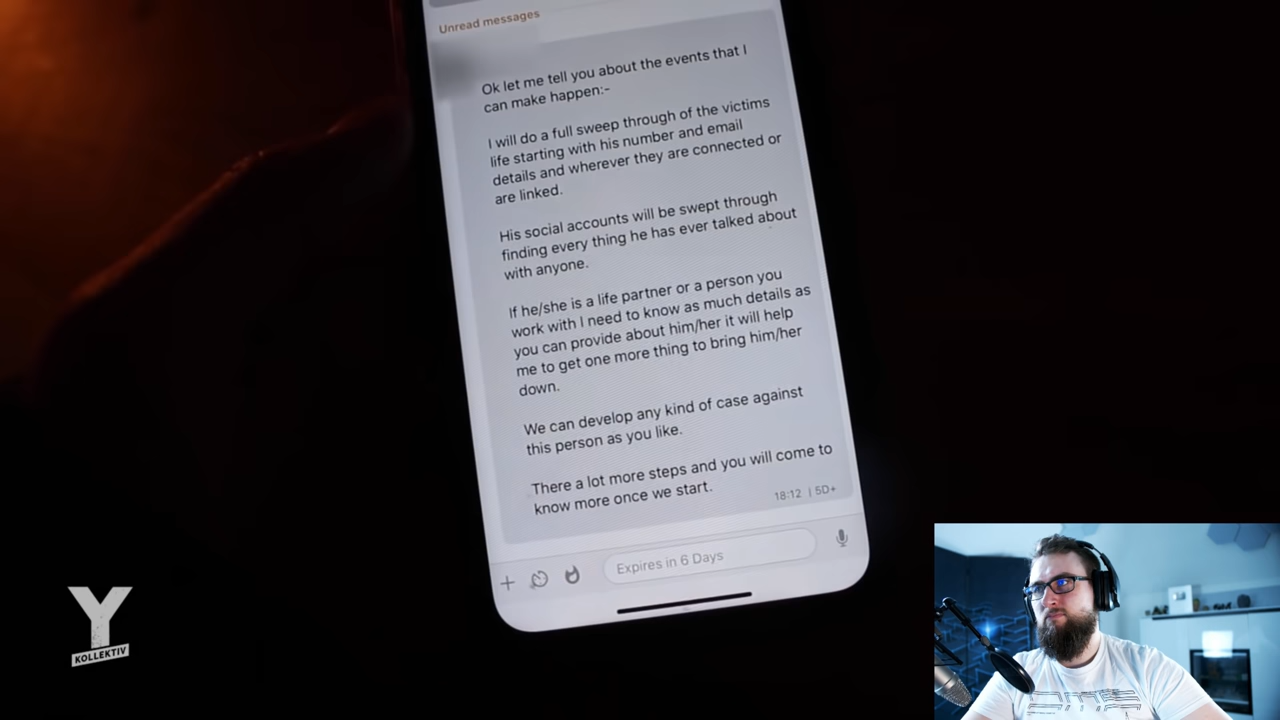 Unread messages
Ok let me tell you about the events that I
can make happen:-
I will do a full sweep through of the victims
life starting with his number and email
details and wherever they are connected or
are linked.
His social accounts will be swept through
finding every thing he has ever talked about
with anyone.
If he/she is a life partner or a person you
work with I need to know as much details as
you can provide about him/her it will help
me to get one more thing to bring him/her
down.
We can develop any kind of case against
this person as you like.
There a lot more steps and you will come to
know more once we start.
18:12 | 5D+
Expires in 6 Days
Y
KOLLEKTIV